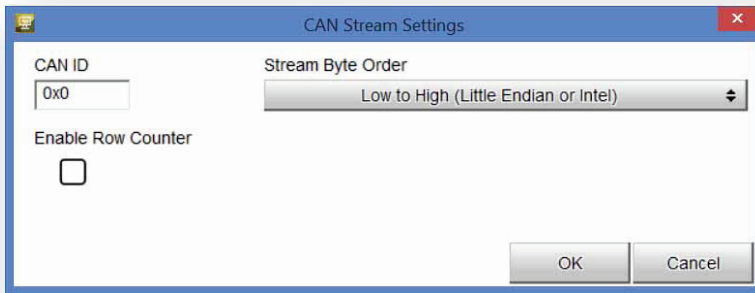 CAN Stream Settings
CAN ID
0x0
Stream Byte Order
Low to High (Little Endian or Intel)
Enable Row Counter
OK
Cancel